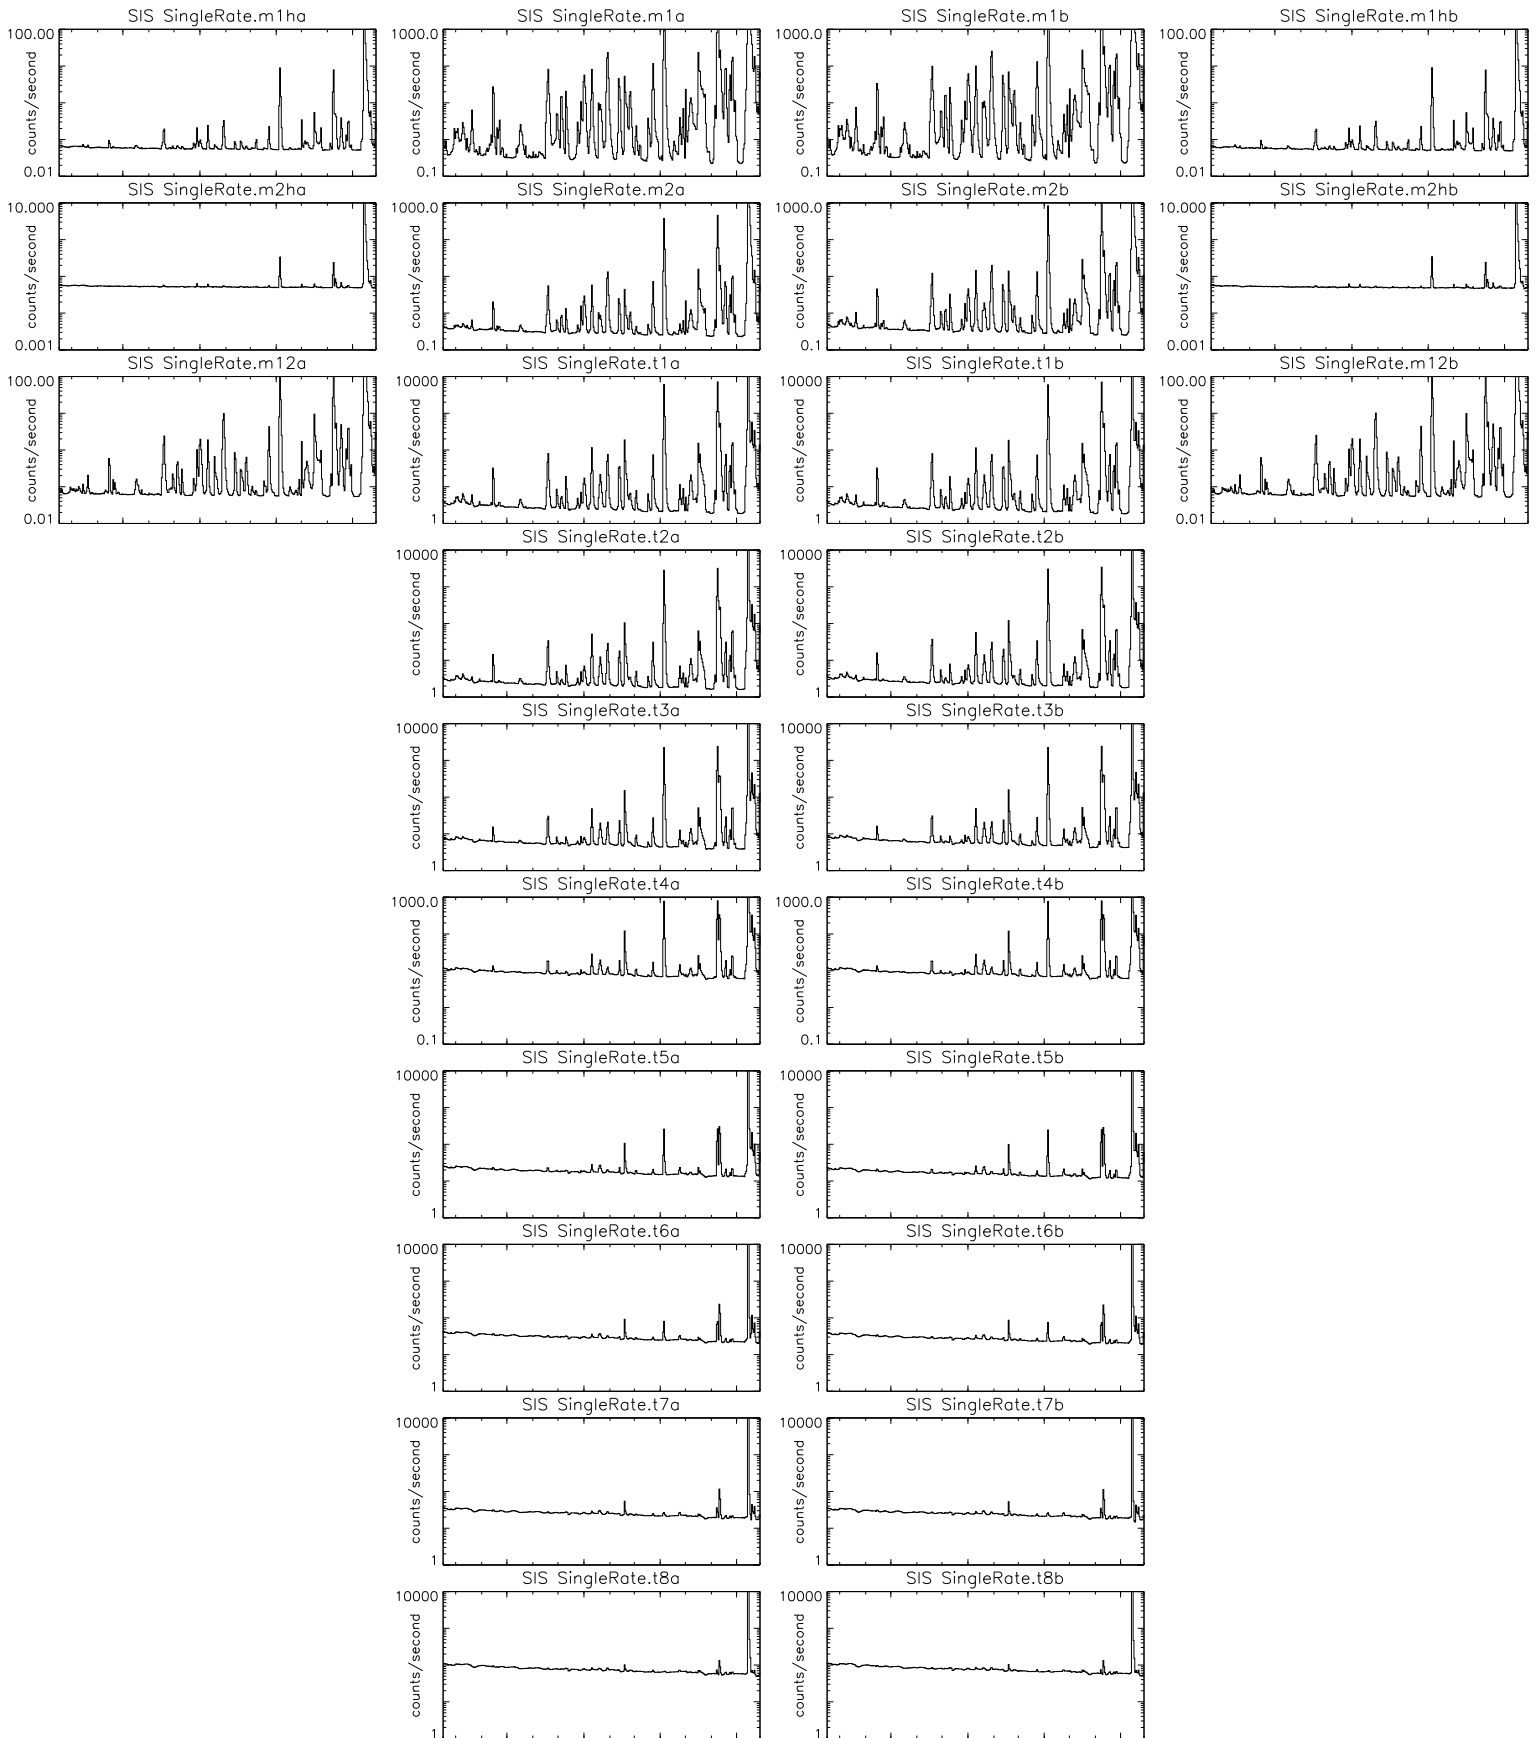 SIS SingleRate.m1ha
SIS SingleRate.m1a
SIS SingleRate.m1b
SIS SingleRate.m1hb
100.00
counts/second
0.01
1000.0
counts/second
0.1
1000.0
counts/second
0.1
100.00
counts/second
0.01
SIS SingleRate.m2ha
SIS SingleRate.m2a
SIS SingleRate.m2b
SIS SingleRate.m2hb
10.000
counts/second
0.001
1000.0
counts/second
0.1
1000.0
counts/second
0.1
10.000
counts/second
0.001
SIS SingleRate.m12a
SIS SingleRate.t1a
SIS SingleRate.t1b
SIS SingleRate.m12b
100.00
counts/second
0.01
10000
counts/second
1
10000
counts/second
1
100.00
counts/second
0.01
SIS SingleRate.t2a
SIS SingleRate.t2b
10000
counts/second
1
10000
counts/second
1
SIS SingleRate.t3a
SIS SingleRate.t3b
10000
counts/second
1
10000
counts/second
1
SIS SingleRate.t4a
SIS SingleRate.t4b
1000.0
counts/second
0.1
1000.0
counts/second
0.1
SIS SingleRate.t5a
SIS SingleRate.t5b
10000
counts/second
1
10000
counts/second
1
SIS SingleRate.t6a
SIS SingleRate.t6b
10000
counts/second
1
10000
counts/second
1
SIS SingleRate.t7a
SIS SingleRate.t7b
10000
counts/second
1
10000
counts/second
1
SIS SingleRate.t8a
SIS SingleRate.t8b
10000
counts/second
1
10000
counts/second
1